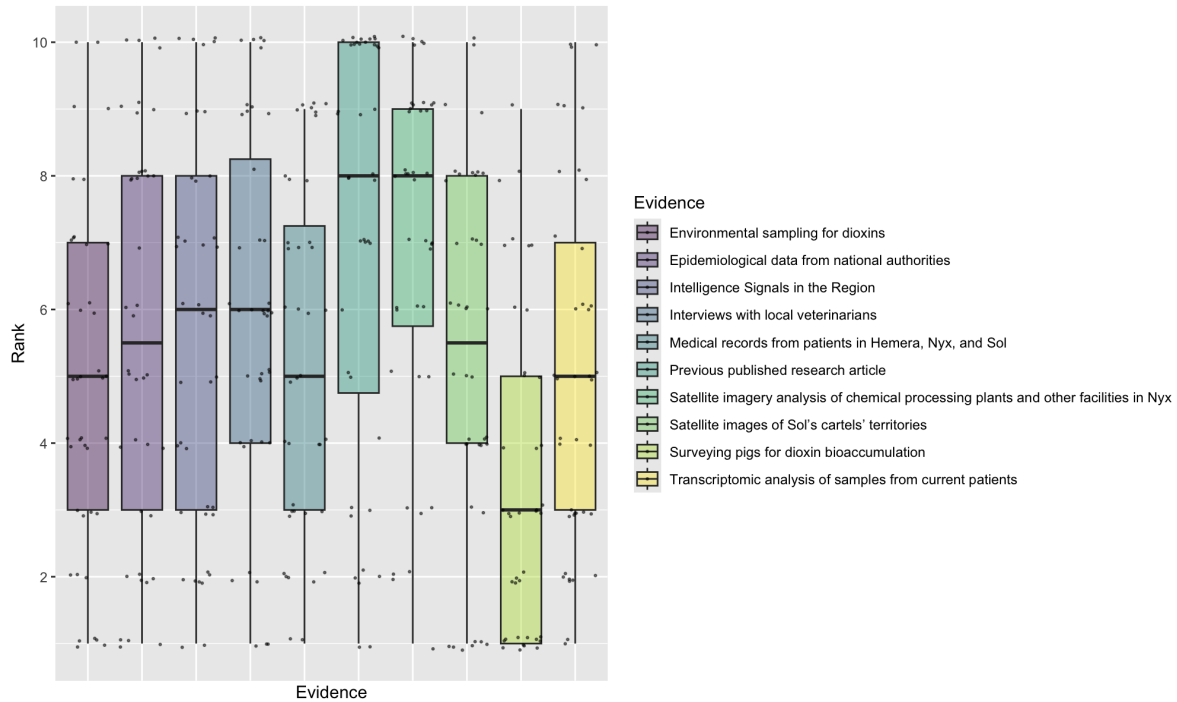 10
8
6
4
2
Rank
Evidence
Evidence
Environmental sampling for dioxins
Epidemiological data from national authorities
Intelligence Signals in the Region
Interviews with local veterinarians
Medical records from patients in Hemera, Nyx, and Sol
Previous published research article
Satellite imagery analysis of chemical processing plants and other facilities in Nyx
Satellite images of Sol’s cartels’ territories
Surveying pigs for dioxin bioaccumulation
Transcriptomic analysis of samples from current patients